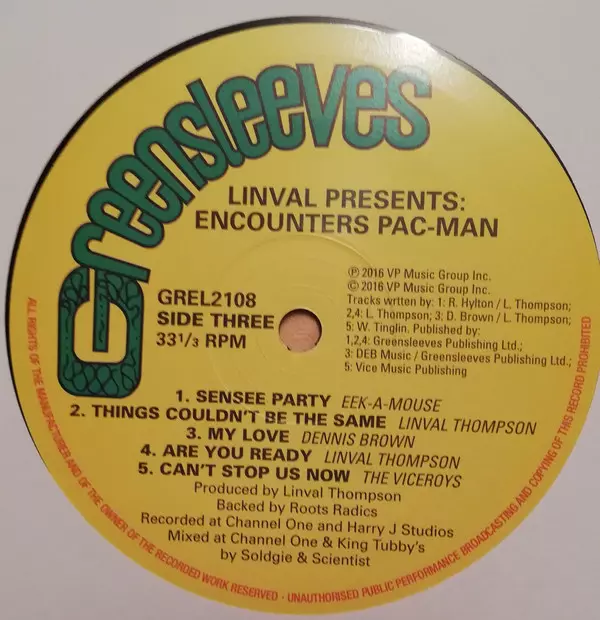 Greensleeves
LINVAL PRESENTS:
ENCOUNTERS PAC-MAN
GREL2108
SIDE THREE
33 1/3 RPM
℗ 2016 VP Music Group Inc.
© 2016 VP Music Group Inc.
Tracks wrtten by: 1: R. Hylton / L. Thompson;
2,4: L. Thompson; 3: D. Brown / L. Thompson;
5: W. Tinglin. Published by:
1,2,4: Greensleeves Publishing Ltd.;
3: DEB Music / Greensleeves Publishing Ltd.;
5: Vice Music Publishing
1. SENSEE PARTY EEK-A-MOUSE
2. THINGS COULDN'T BE THE SAME LINVAL THOMPSON
3. MY LOVE DENNIS BROWN
4. ARE YOU READY LINVAL THOMPSON
5. CAN'T STOP US NOW THE VICEROYS
Produced by Linval Thompson
Backed by Roots Radics
Recorded at Channel One and Harry J Studios
Mixed at Channel One & King Tubby's
by Soldgie & Scientist
ALL RIGHTS OF THE MANUFACTURER AND OF THE OWNER OF THE RECORDED WORK RESERVED - UNAUTHORISED PUBLIC PERFORMANCE BROADCASTING AND COPYING OF THIS RECORD PROHIBITED